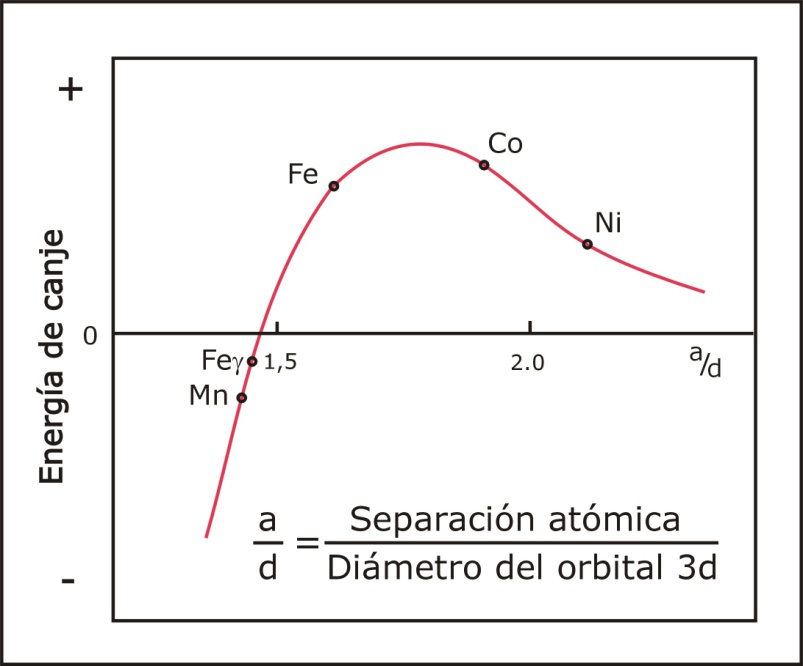 +
Co
Fe
Ni
Energía de canje
0
Feγ 1,5
2.0
a/d
Mn
a
d
=
Separación atómica
Diámetro del orbital 3d
-